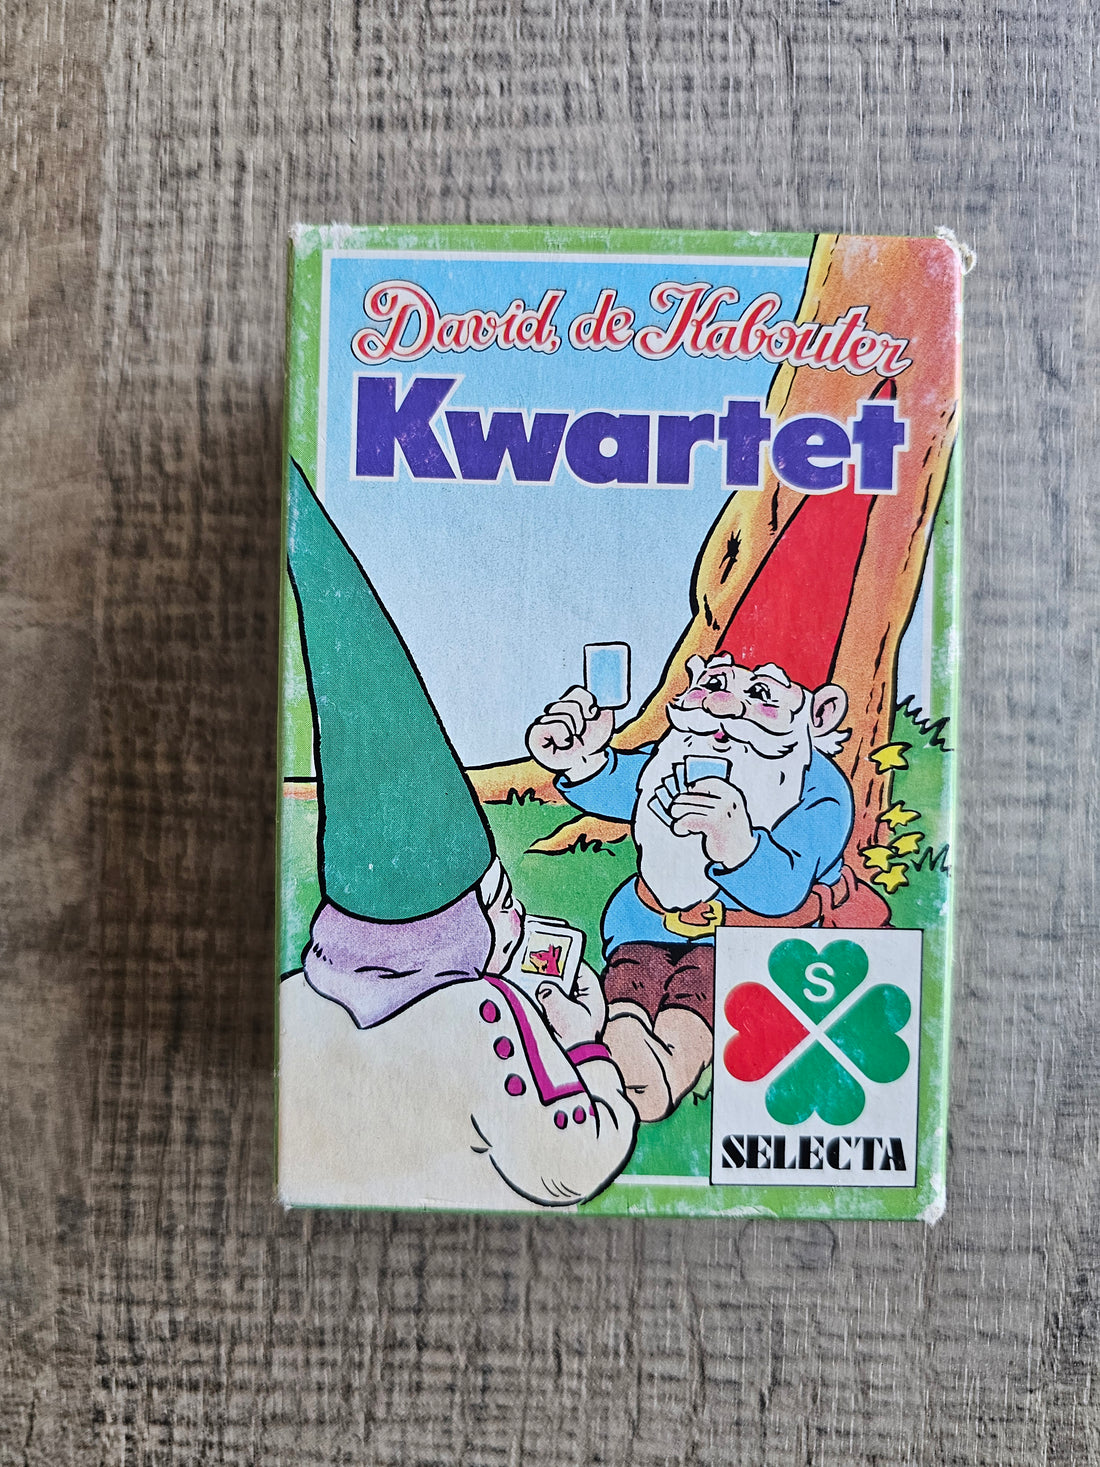 David, de Kabouter
Kwartet
S
SELECTA